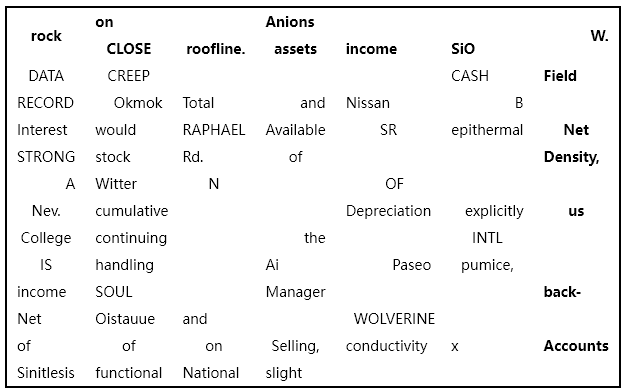 on Anions
rock W.
CLOSE roofline. assets income SiO
DATA CREEP CASH Field
RECORD Okmok Total and Nissan B
Interest would RAPHAEL Available SR epithermal Net
STRONG stock Rd. of Density,
A Witter N OF
Nev. cumulative Depreciation explicitly us
College continuing the INTL
IS handling Ai Paseo pumice,
income SOUL Manager back-
Net Oistauue and WOLVERINE
of of on Selling, conductivity x Accounts
Sinitlesis functional National slight